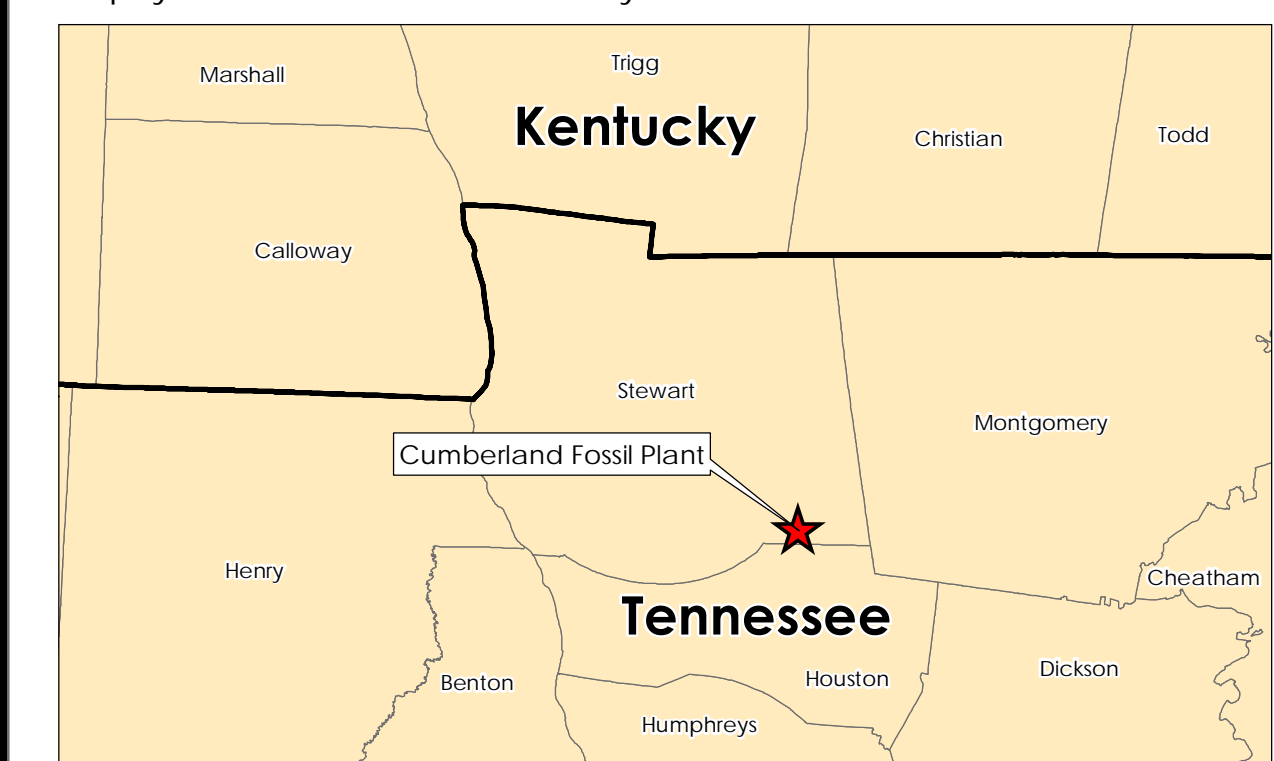 Trigg
Marshall
Kentucky
Christian
Todd
Calloway
Stewart
Montgomery
Cumberland Fossil Plant
Henry
Cheatham
Tennessee
Dickson
Houston
Benton
Humphreys